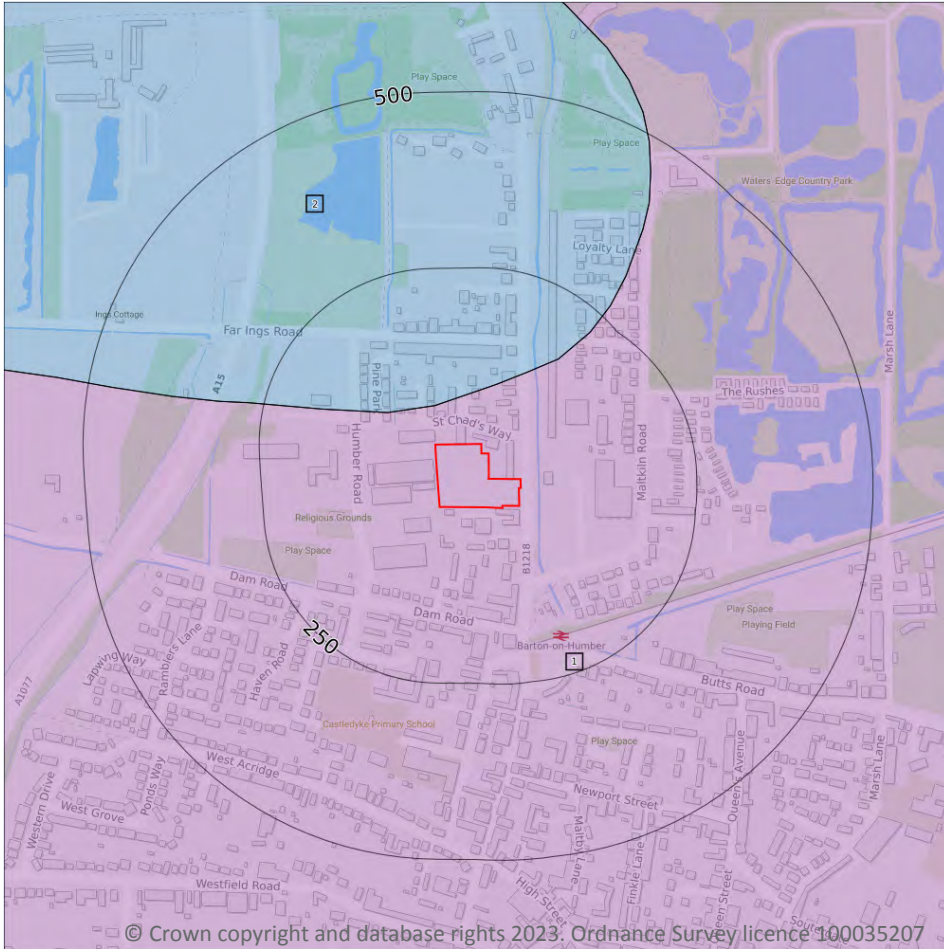 Play Space
500
Play Space
Waters' Edge Country Park
2
Loyalty Lane
Ings Cottage
Far Ings Road
Marsh Lane
A15
Pine Park
The Rushes
St Chad's Way
Humber Road
Maltkiln Road
Religious Grounds
Play Space
B1218
Dam Road
Dam Road
Play Space
Playing Field
250
Barton-on-Humber
1
Lapwing Way
Ramblers Lane
Haven Road
Butts Road
A1077
Castledyke Primary School
Play Space
West Acridge
Queen's Avenue
Marsh Lane
Ponds Way
Western Drive
West Grove
Newport Street
Maltby Lane
Finkle Lane
Westfield Road
High Street
Queen Street
© Crown copyright and database rights 2023. Ordnance Survey licence 100035207